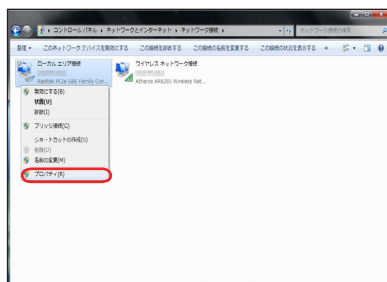 コントロール パネル ▸ ネットワークとインターネット ▸ ネットワーク接続 ▸
ネットワーク接続の検索
整理 ▾ このネットワーク デバイスを無効にする この接続を診断する この接続の名前を変更する この接続の状況を表示する »
ローカル エリア接続
Realtek PCIe GBE Family Con...
ワイヤレス ネットワーク接続
Atheros AR9285 Wireless Net...
無効にする(B)
状態(U)
診断(I)
ブリッジ接続(G)
ショートカットの作成(S)
削除(D)
名前の変更(M)
プロパティ(R)